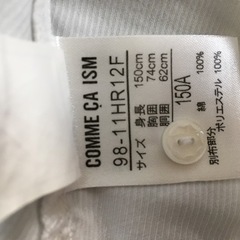 COMME ÇA ISM
98-11HR12F
サイズ
身長 150cm
胸囲 74cm
胴囲 62cm
150A
綿 100%
別布部分
ポリエステル 100%